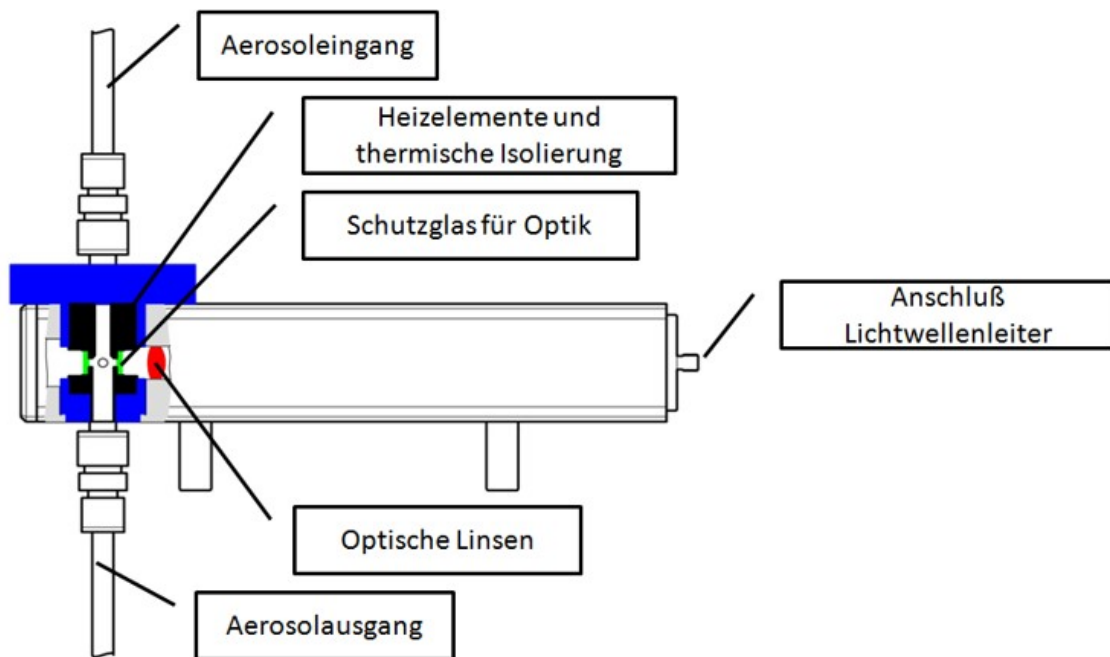 Aerosoleingang
Heizelemente und
thermische Isolierung
Schutzglas für Optik
Anschluß
Lichtwellenleiter
Optische Linsen
Aerosolausgang